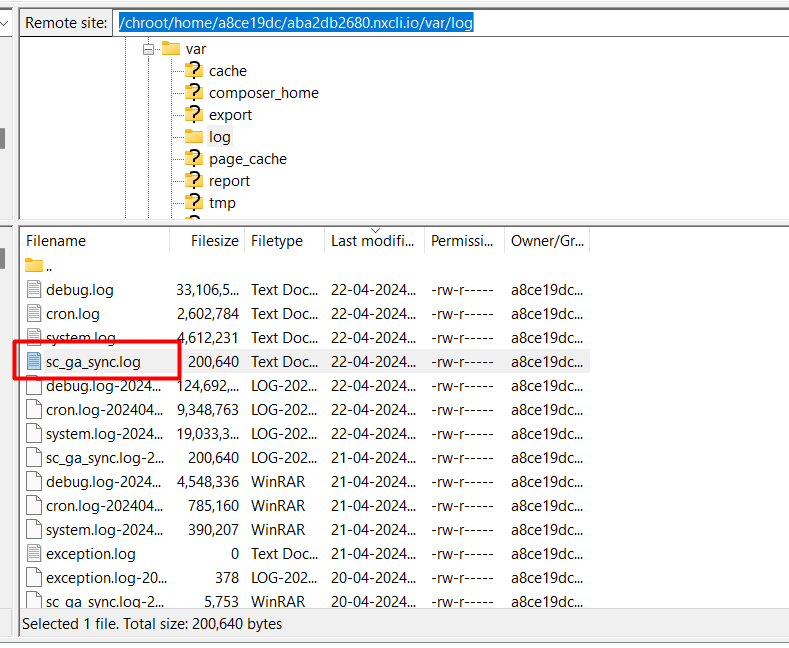 Remote site: /chroot/home/a8ce19dc/aba2db2680.nxcli.io/var/log
var
cache
composer_home
export
log
page_cache
report
tmp
Filename Filesize Filetype Last modifi... Permissi... Owner/Gr...
..
debug.log 33,106,5... Text Doc... 22-04-2024... -rw-r----- a8ce19dc...
cron.log 2,602,784 Text Doc... 22-04-2024... -rw-r----- a8ce19dc...
system.log 4,612,231 Text Doc... 22-04-2024... -rw-r----- a8ce19dc...
sc_ga_sync.log 200,640 Text Doc... 22-04-2024... -rw-r----- a8ce19dc...
debug.log-2024... 124,692,... LOG-202... 22-04-2024... -rw-r----- a8ce19dc...
cron.log-202404... 9,348,763 LOG-202... 22-04-2024... -rw-r----- a8ce19dc...
system.log-2024... 19,033,3... LOG-202... 22-04-2024... -rw-r----- a8ce19dc...
sc_ga_sync.log-2... 200,640 LOG-202... 21-04-2024... -rw-r----- a8ce19dc...
debug.log-2024... 4,548,336 WinRAR 21-04-2024... -rw-r----- a8ce19dc...
cron.log-202404... 785,160 WinRAR 21-04-2024... -rw-r----- a8ce19dc...
system.log-2024... 390,207 WinRAR 21-04-2024... -rw-r----- a8ce19dc...
exception.log 0 Text Doc... 21-04-2024... -rw-r----- a8ce19dc...
exception.log-20... 378 LOG-202... 20-04-2024... -rw-r----- a8ce19dc...
sc_ga_sync.log-2... 5,753 WinRAR 20-04-2024... -rw-r----- a8ce19dc...
Selected 1 file. Total size: 200,640 bytes